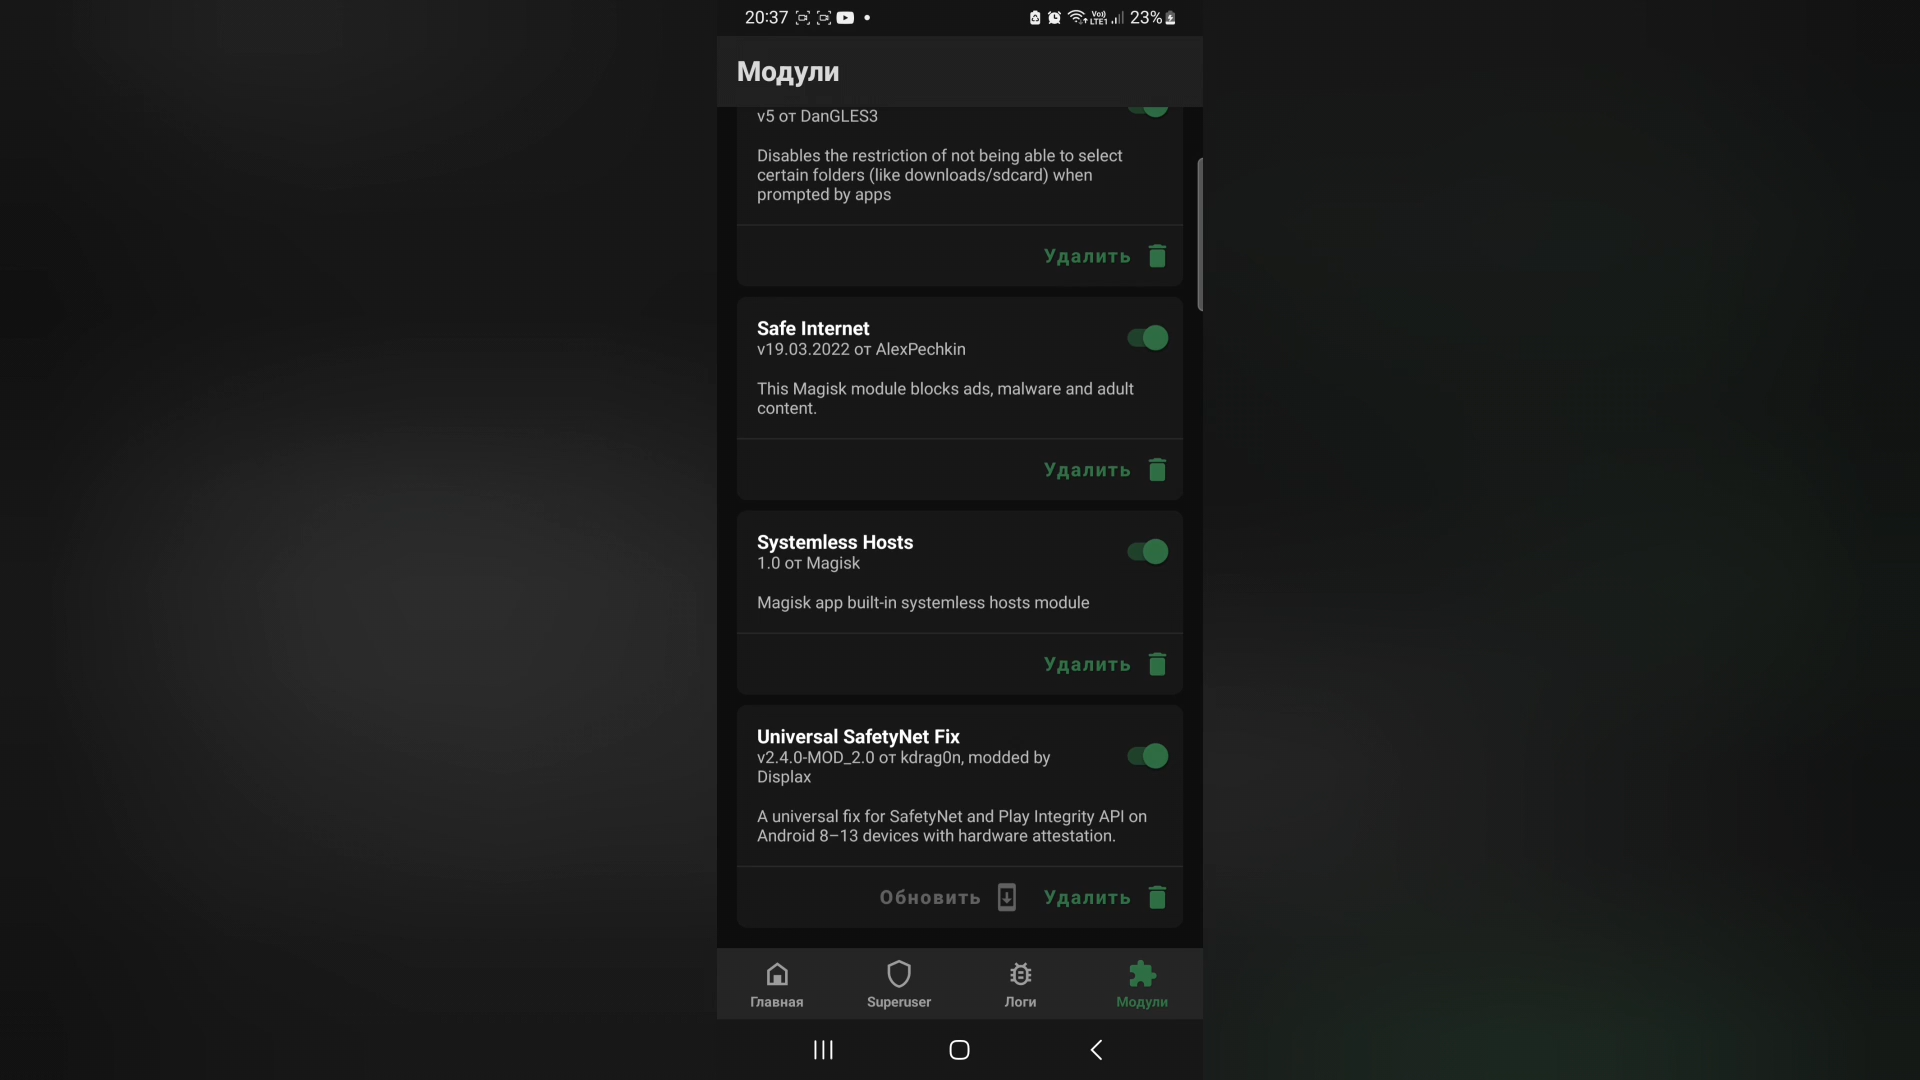 20:37
Vo)) LTE1 23%
Модули
v5 от DanGLES3
Disables the restriction of not being able to select
certain folders (like downloads/sdcard) when
prompted by apps
Удалить
Safe Internet
v19.03.2022 от AlexPechkin
This Magisk module blocks ads, malware and adult
content.
Удалить
Systemless Hosts
1.0 от Magisk
Magisk app built-in systemless hosts module
Удалить
Universal SafetyNet Fix
v2.4.0-MOD_2.0 от kdrag0n, modded by
Displax
A universal fix for SafetyNet and Play Integrity API on
Android 8–13 devices with hardware attestation.
Обновить Удалить
Главная Superuser Логи Модули